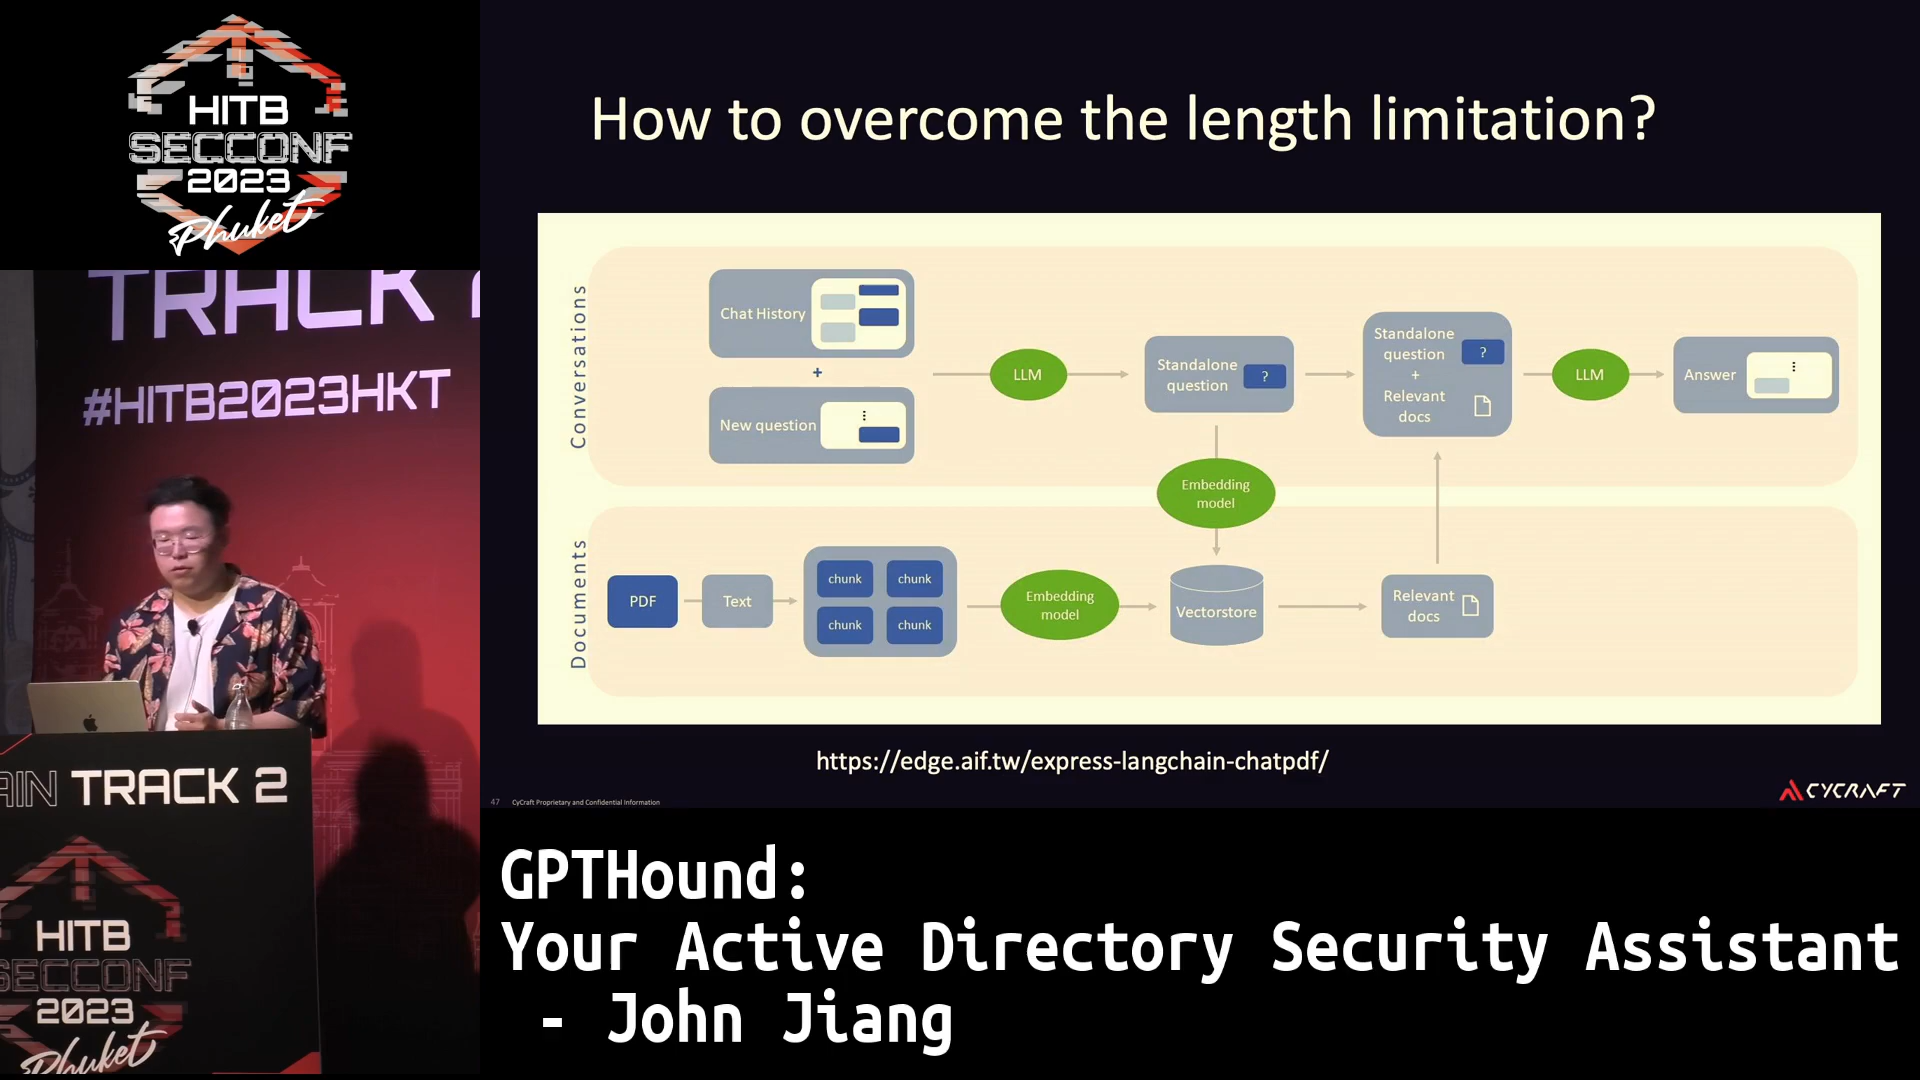 HITB
SECCONF
2023
Phuket
TRACK 2
#HITB2023HKT
AIN TRACK 2
HITB
SECCONF
2023
Phuket
How to overcome the length limitation?
Conversations
Chat History
+
New question
LLM
Standalone
question
?
Standalone
question
?
+
Relevant
docs
LLM
Answer
Embedding
model
Documents
PDF
Text
chunk
chunk
chunk
chunk
Embedding
model
Vectorstore
Relevant
docs
https://edge.aif.tw/express-langchain-chatpdf/
47 CyCraft Proprietary and Confidential Information
CYCRAFT
GPTHound:
Your Active Directory Security Assistant
- John Jiang